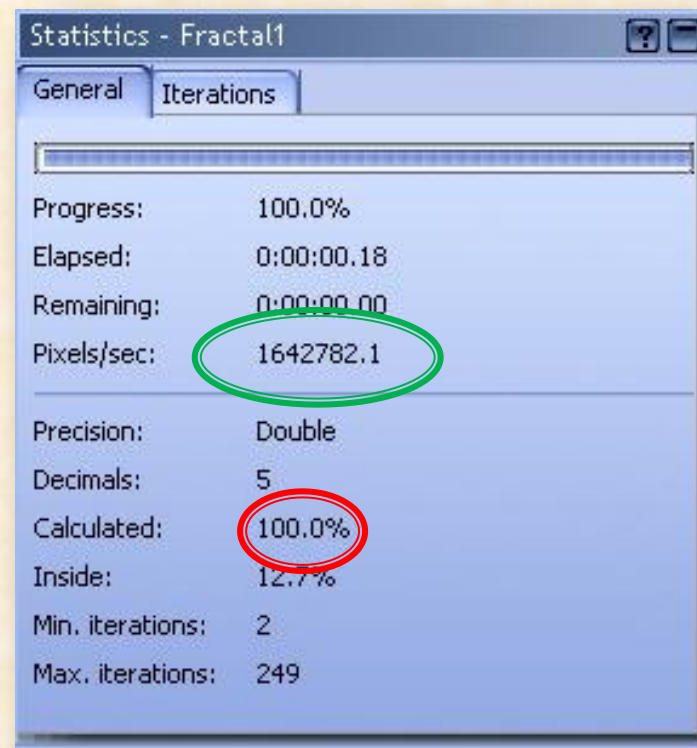 Statistics - Fractal1
General Iterations
Progress: 100.0%
Elapsed: 0:00:00.18
Remaining: 0:00:00.00
Pixels/sec: 1642782.1
Precision: Double
Decimals: 5
Calculated: 100.0%
Inside: 12.7%
Min. iterations: 2
Max. iterations: 249